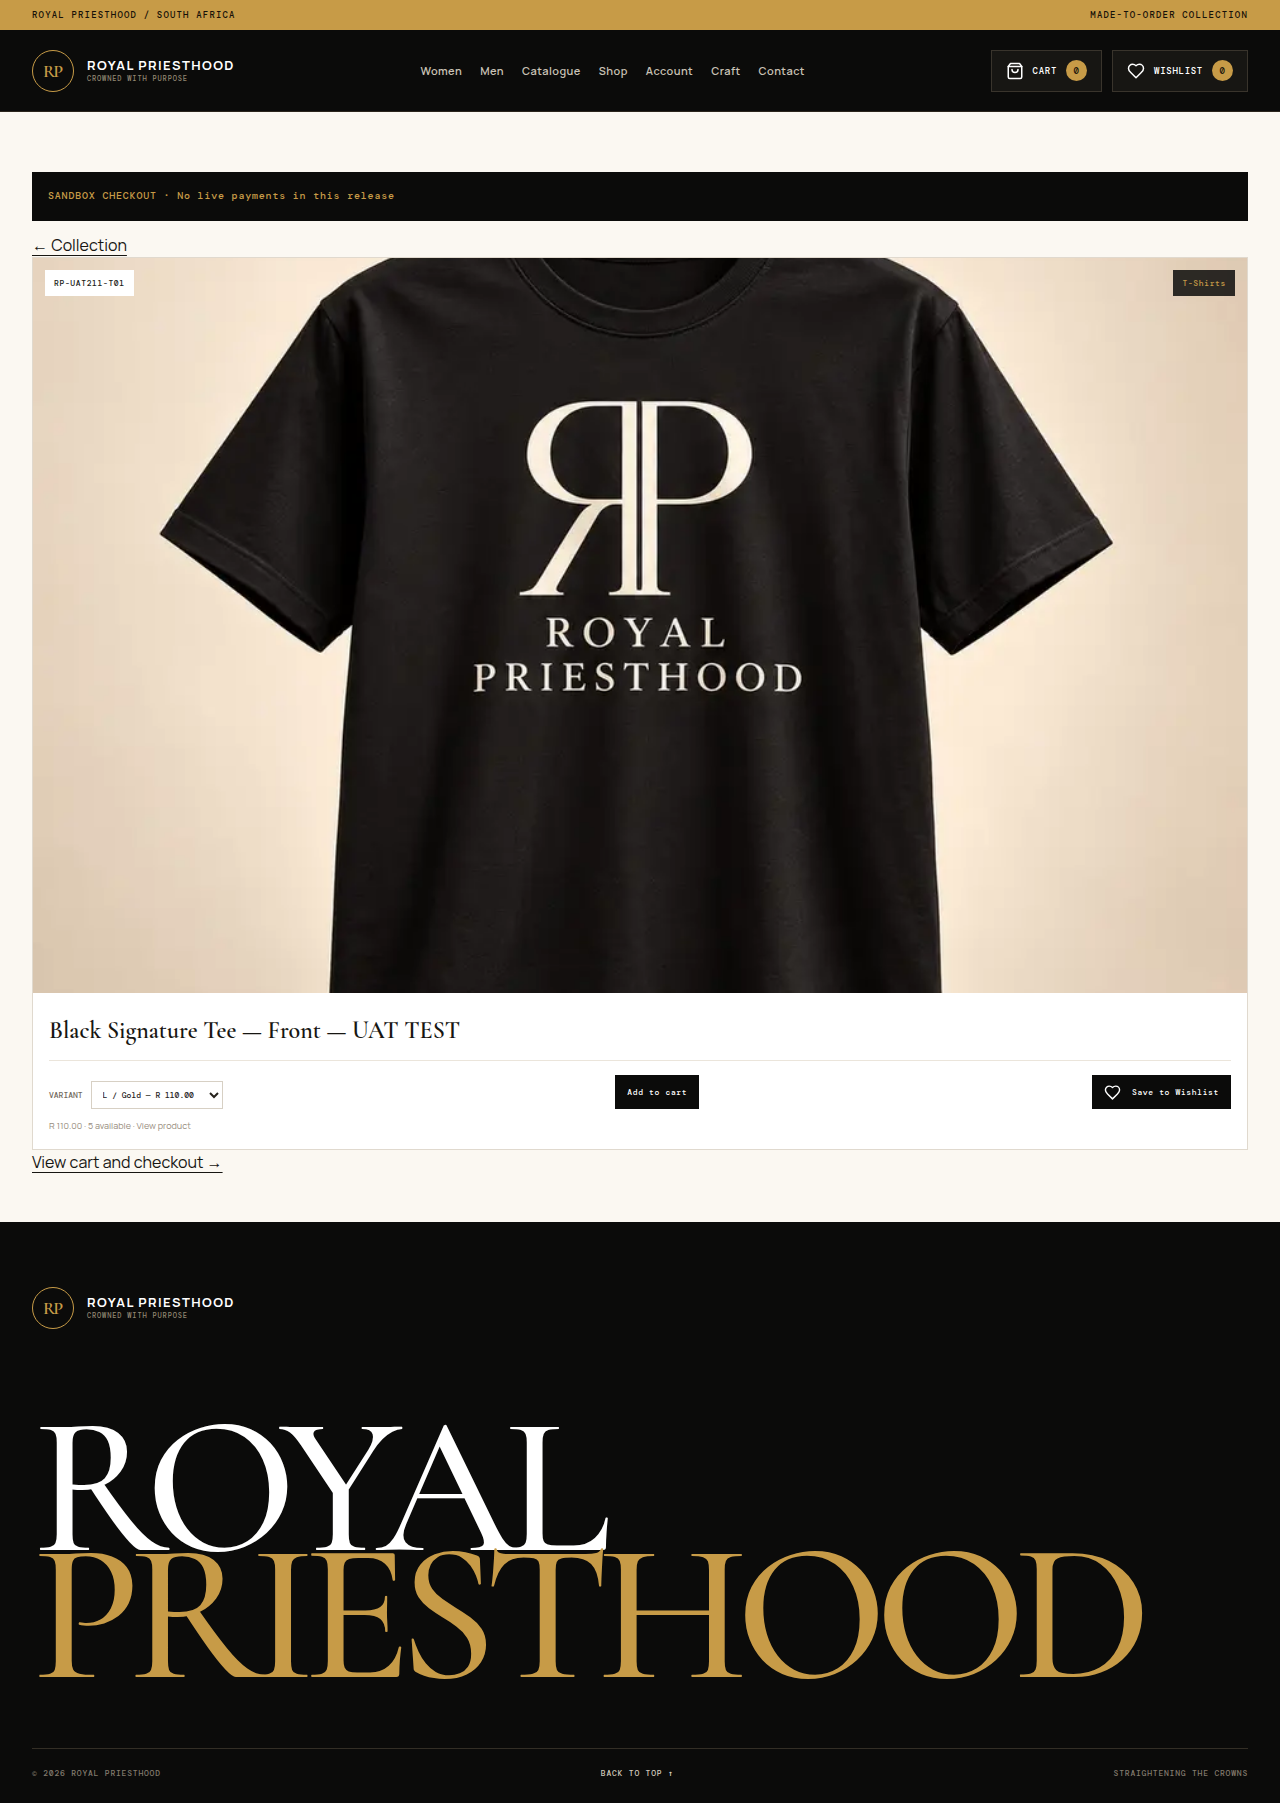 ROYAL PRIESTHOOD / SOUTH AFRICA
MADE-TO-ORDER COLLECTION
RP
ROYAL PRIESTHOOD
CROWNED WITH PURPOSE
Women Men Catalogue Shop Account Craft Contact
CART 0
WISHLIST 0
SANDBOX CHECKOUT · No live payments in this release
← Collection
RP-UAT211-T01
T-Shirts
RP
ROYAL
PRIESTHOOD
Black Signature Tee — Front — UAT TEST
VARIANT L / Gold — R 110.00
Add to cart
Save to Wishlist
R 110.00 · 5 available · View product
View cart and checkout →
RP
ROYAL PRIESTHOOD
CROWNED WITH PURPOSE
ROYAL
PRIESTHOOD
© 2026 ROYAL PRIESTHOOD
BACK TO TOP ↑
STRAIGHTENING THE CROWNS